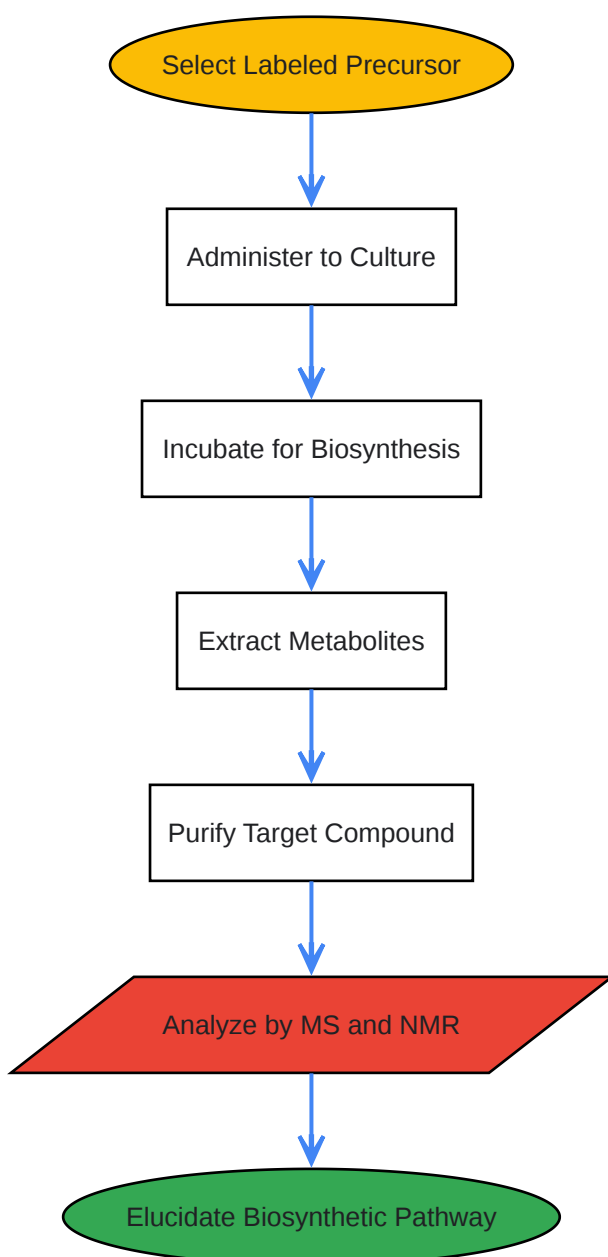 Select Labeled Precursor
Administer to Culture
Incubate for Biosynthesis
Extract Metabolites
Purify Target Compound
Analyze by MS and NMR
Elucidate Biosynthetic Pathway